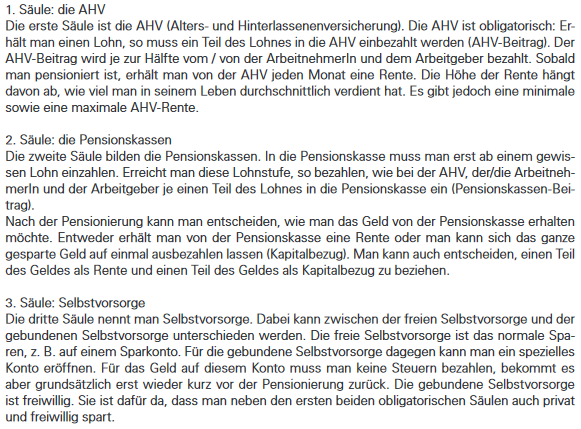 1. Säule: die AHV
Die erste Säule ist die AHV (Alters- und Hinterlassenenversicherung). Die AHV ist obligatorisch: Er-
hält man einen Lohn, so muss ein Teil des Lohnes in die AHV einbezahlt werden (AHV-Beitrag). Der
AHV-Beitrag wird je zur Hälfte vom / von der ArbeitnehmerIn und dem Arbeitgeber bezahlt. Sobald
man pensioniert ist, erhält man von der AHV jeden Monat eine Rente. Die Höhe der Rente hängt
davon ab, wie viel man in seinem Leben durchschnittlich verdient hat. Es gibt jedoch eine minimale
sowie eine maximale AHV-Rente.
2. Säule: die Pensionskassen
Die zweite Säule bilden die Pensionskassen. In die Pensionskasse muss man erst ab einem gewis-
sen Lohn einzahlen. Erreicht man diese Lohnstufe, so bezahlen, wie bei der AHV, der/die Arbeitneh-
merIn und der Arbeitgeber je einen Teil des Lohnes in die Pensionskasse ein (Pensionskassen-Bei-
trag).
Nach der Pensionierung kann man entscheiden, wie man das Geld von der Pensionskasse erhalten
möchte. Entweder erhält man von der Pensionskasse eine Rente oder man kann sich das ganze
gesparte Geld auf einmal ausbezahlen lassen (Kapitalbezug). Man kann auch entscheiden, einen Teil
des Geldes als Rente und einen Teil des Geldes als Kapitalbezug zu beziehen.
3. Säule: Selbstvorsorge
Die dritte Säule nennt man Selbstvorsorge. Dabei kann zwischen der freien Selbstvorsorge und der
gebundenen Selbstvorsorge unterschieden werden. Die freie Selbstvorsorge ist das normale Spa-
ren, z. B. auf einem Sparkonto. Für die gebundene Selbstvorsorge dagegen kann man ein spezielles
Konto eröffnen. Für das Geld auf diesem Konto muss man keine Steuern bezahlen, bekommt es
aber grundsätzlich erst wieder kurz vor der Pensionierung zurück. Die gebundene Selbstvorsorge
ist freiwillig. Sie ist dafür da, dass man neben den ersten beiden obligatorischen Säulen auch privat
und freiwillig spart.